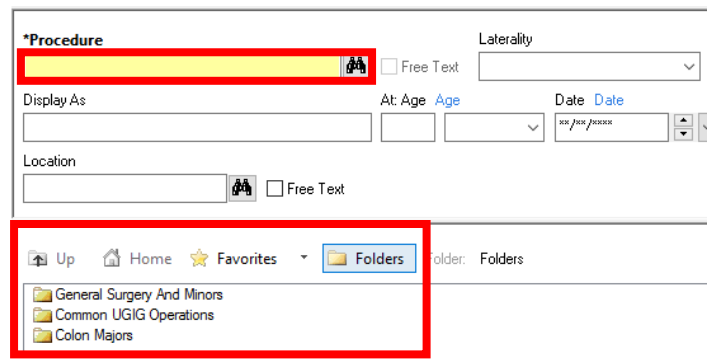 *Procedure
Laterality
Free Text
Display As
At: Age Age
Date Date
**/**/****
Location
Free Text
Up Home Favorites Folders Folder: Folders
General Surgery And Minors
Common UGIG Operations
Colon Majors